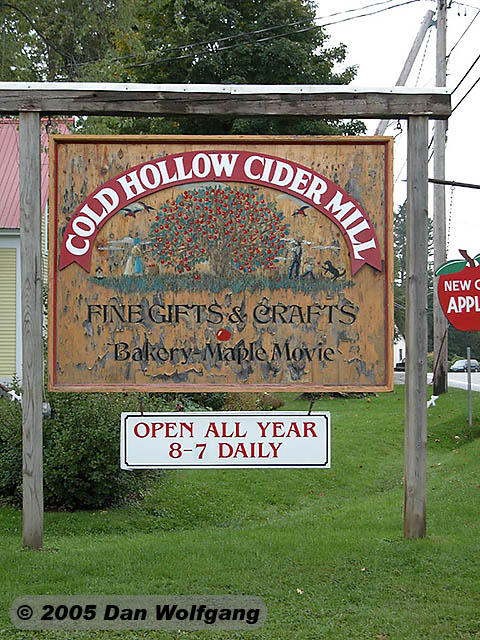 COLD HOLLOW CIDER MILL
FINE GIFTS & CRAFTS
Bakery-Maple Movie
OPEN ALL YEAR
8-7 DAILY
NEW
© 2005 Dan Wolfgang